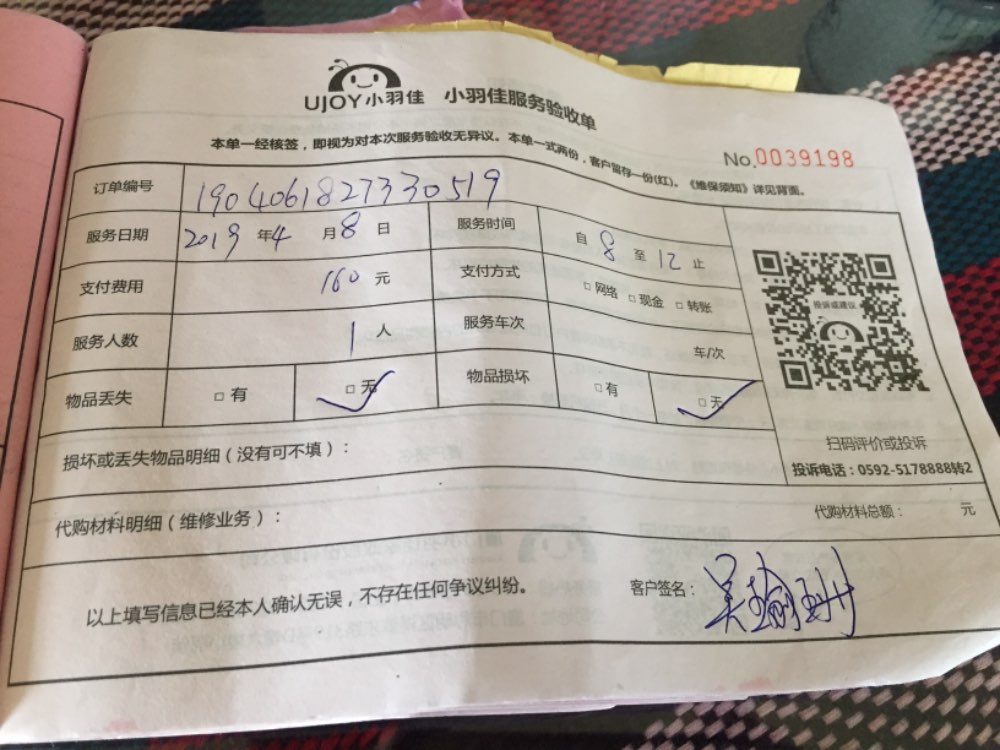 UJOY小羽佳 小羽佳服务验收单
本单一经核签，即视为对本次服务验收无异议。本单一式两份，客户留存一份(红)。《维保须知》详见背面。
No.0039198
订单编号 1904061827330519
服务日期 2019 年 4 月 8 日 服务时间 自 8 至 12 止
支付费用 160 元 支付方式 □ 网络 □ 现金 □ 转账
服务人数 1 人 服务车次 车/次
物品丢失 □ 有 □ 无 物品损坏 □ 有 □ 无
投诉或建议
扫码评价或投诉
投诉电话：0592-5178888转2
损坏或丢失物品明细（没有可不填）：
代购材料明细（维修业务）： 代购材料总额： 元
以上填写信息已经本人确认无误，不存在任何争议纠纷。 客户签名：